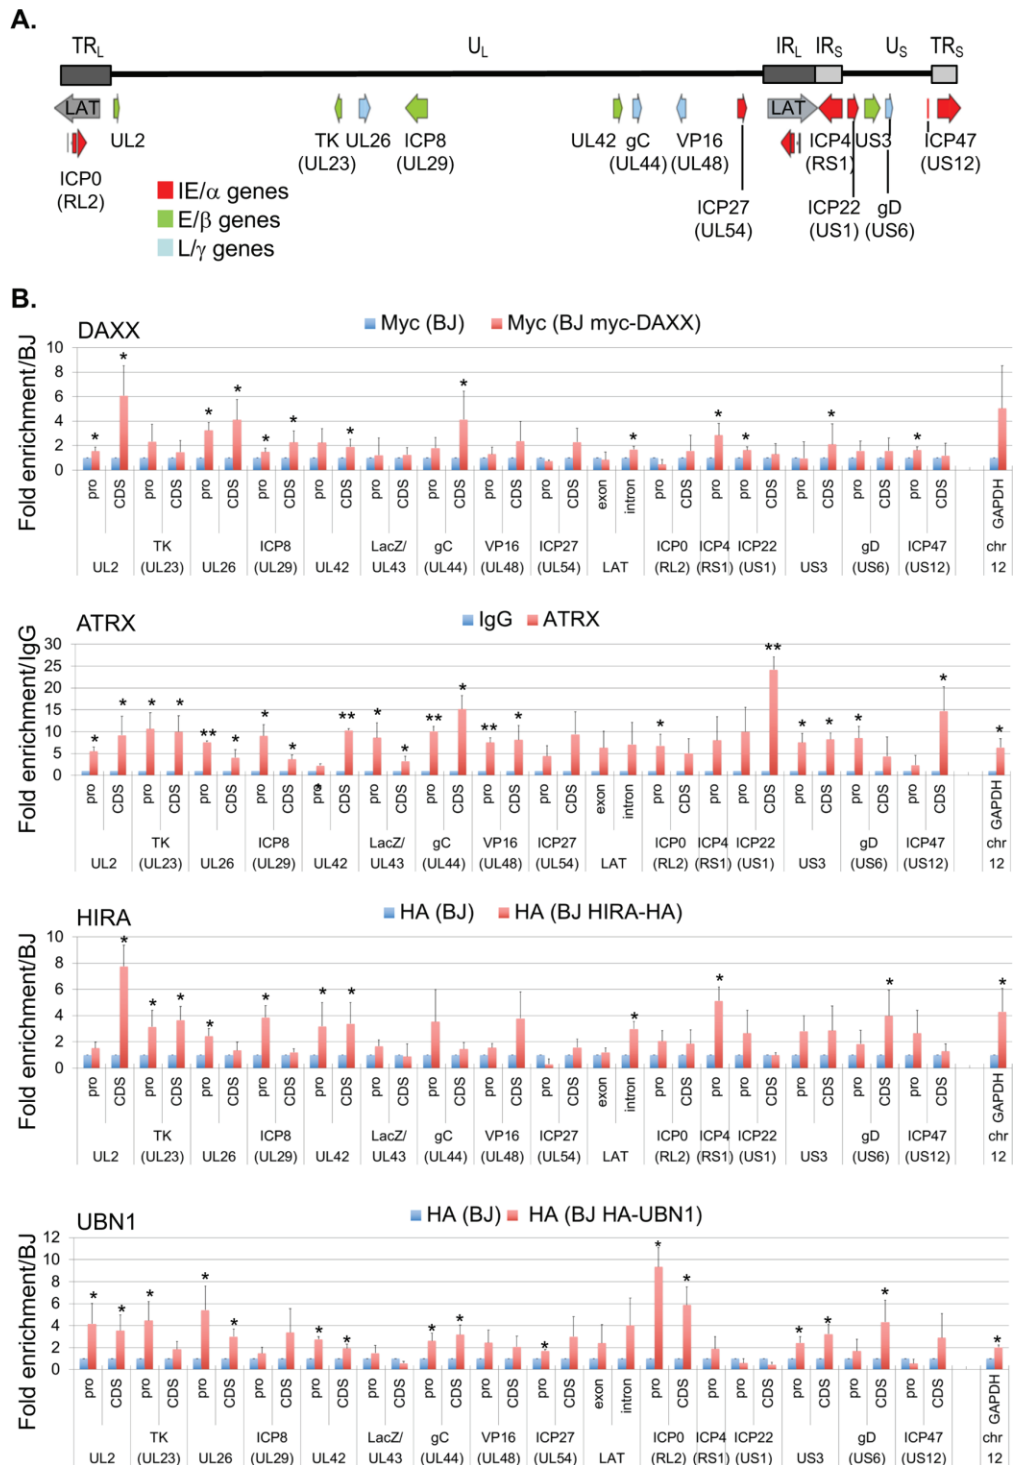 A.
TRL UL IRL IRS US TRS
LAT LAT
UL2 TK UL26 ICP8 UL42 gC VP16 ICP4 US3 ICP47
(UL23) (UL29) (UL44) (UL48) (RS1) (US12)
ICP0 ICP27 ICP22 gD
(RL2) (UL54) (US1) (US6)
IE/α genes
E/β genes
L/γ genes
B.
DAXX
Myc (BJ) Myc (BJ myc-DAXX)
Fold enrichment/BJ
10
8
6
4
2
0
* * * * * * * * * * * * *
pro CDS pro CDS pro CDS pro CDS pro CDS pro CDS pro CDS pro CDS pro CDS exon intron pro CDS pro pro CDS pro CDS pro CDS pro CDS GAPDH
TK ICP8 LacZ/ gC VP16 ICP27 ICP0 ICP4 ICP22 gD ICP47 chr
UL2 (UL23) UL26 (UL29) UL42 UL43 (UL44) (UL48) (UL54) LAT (RL2) (RS1) (US1) US3 (US6) (US12) 12
ATRX
IgG ATRX
Fold enrichment/IgG
30
25
20
15
10
5
0
* * * * ** * * * * ** * * ** * ** * * ** * * * * *
pro CDS pro CDS pro CDS pro CDS pro CDS pro CDS pro CDS pro CDS pro CDS exon intron pro CDS pro pro CDS pro CDS pro CDS pro CDS GAPDH
TK ICP8 LacZ/ gC VP16 ICP27 ICP0 ICP4 ICP22 gD ICP47 chr
UL2 (UL23) UL26 (UL29) UL42 UL43 (UL44) (UL48) (UL54) LAT (RL2) (RS1) (US1) US3 (US6) (US12) 12
HIRA
HA (BJ) HA (BJ HIRA-HA)
Fold enrichment/BJ
10
8
6
4
2
0
* * * * * * * * * * *
pro CDS pro CDS pro CDS pro CDS pro CDS pro CDS pro CDS pro CDS pro CDS exon intron pro CDS pro pro CDS pro CDS pro CDS pro CDS GAPDH
TK ICP8 LacZ/ gC VP16 ICP27 ICP0 ICP4 ICP22 gD ICP47 chr
UL2 (UL23) UL26 (UL29) UL42 UL43 (UL44) (UL48) (UL54) LAT (RL2) (RS1) (US1) US3 (US6) (US12) 12
UBN1
HA (BJ) HA (BJ HA-UBN1)
Fold enrichment/BJ
12
10
8
6
4
2
0
* * * * * * * * * * * * * * * *
pro CDS pro CDS pro CDS pro CDS pro CDS pro CDS pro CDS pro CDS pro CDS exon intron pro CDS pro pro CDS pro CDS pro CDS pro CDS GAPDH
TK ICP8 LacZ/ gC VP16 ICP27 ICP0 ICP4 ICP22 gD ICP47 chr
UL2 (UL23) UL26 (UL29) UL42 UL43 (UL44) (UL48) (UL54) LAT (RL2) (RS1) (US1) US3 (US6) (US12) 12